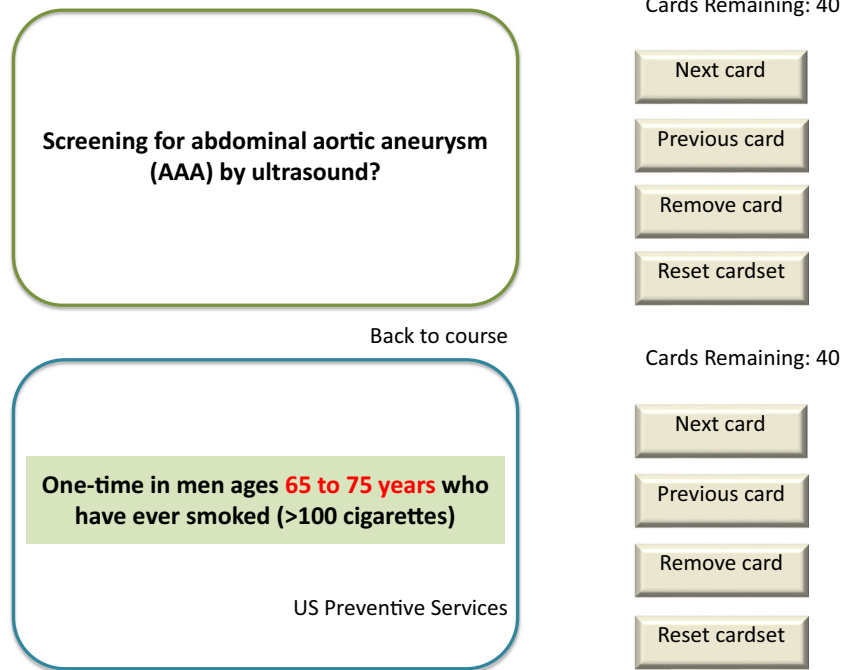 Cards Remaining: 40
Next card
Screening for abdominal aortic aneurysm
(AAA) by ultrasound?
Previous card
Remove card
Reset cardset
Back to course
Cards Remaining: 40
Next card
One-time in men ages 65 to 75 years who
have ever smoked (>100 cigarettes)
Previous card
Remove card
US Preventive Services
Reset cardset